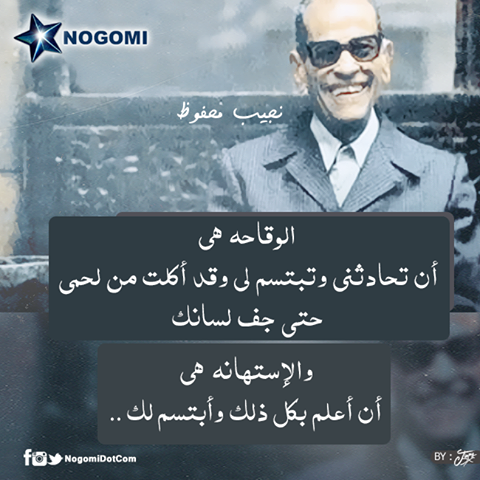 NOGOMI
نجيب محفوظ
الوقاحه هى
أن تحادثنى وتبتسم لى وقد أكلت من لحمى
حتى جف لسانك
والإستهانه هى
أن أعلم بكل ذلك وأبتسم لك ..
NogomiDotCom
BY :